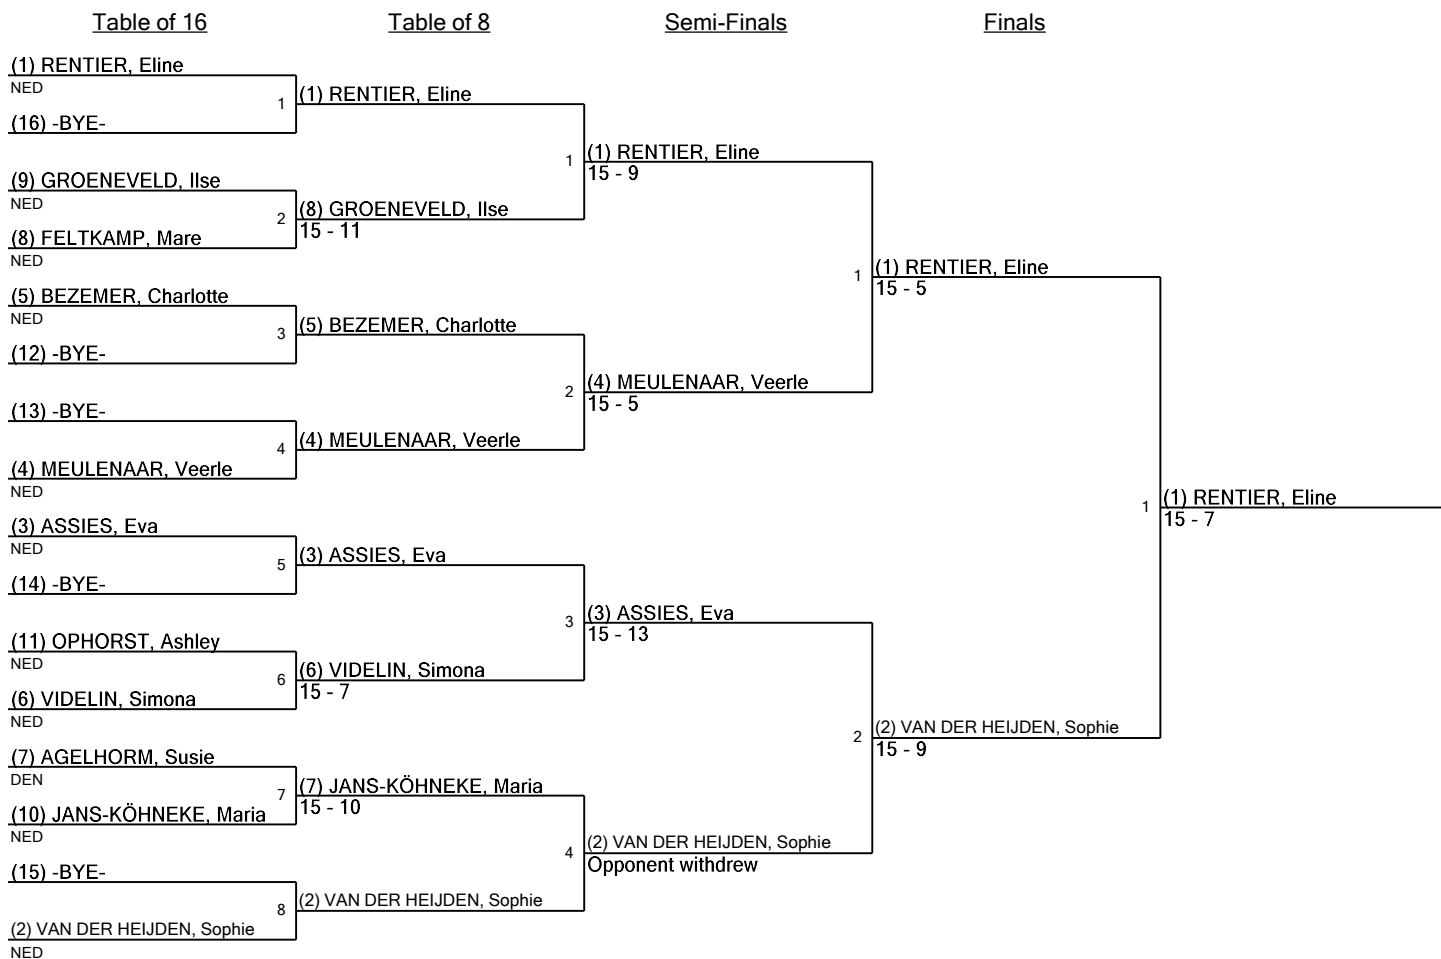 Table of 16
Table of 8
Semi-Finals
Finals
(1) RENTIER, Eline
NED
1
(16) -BYE-
(9) GROENEVELD, Ilse
NED
2
(8) FELTKAMP, Mare
NED
(5) BEZEMER, Charlotte
NED
3
(12) -BYE-
(13) -BYE-
4
(4) MEULENAAR, Veerle
NED
(3) ASSIES, Eva
NED
5
(14) -BYE-
(11) OPHORST, Ashley
NED
6
(6) VIDELIN, Simona
NED
(7) AGELHORM, Susie
DEN
7
(10) JANS-KÖHNEKE, Maria
NED
(15) -BYE-
8
(2) VAN DER HEIJDEN, Sophie
NED
(1) RENTIER, Eline
1
(8) GROENEVELD, Ilse
15 - 11
(5) BEZEMER, Charlotte
2
(4) MEULENAAR, Veerle
(3) ASSIES, Eva
3
(6) VIDELIN, Simona
15 - 7
(7) JANS-KÖHNEKE, Maria
15 - 10
4
(2) VAN DER HEIJDEN, Sophie
(1) RENTIER, Eline
15 - 9
1
(4) MEULENAAR, Veerle
15 - 5
(3) ASSIES, Eva
15 - 13
2
(2) VAN DER HEIJDEN, Sophie
Opponent withdrew
(1) RENTIER, Eline
15 - 5
1
(2) VAN DER HEIJDEN, Sophie
15 - 9
(1) RENTIER, Eline
15 - 7